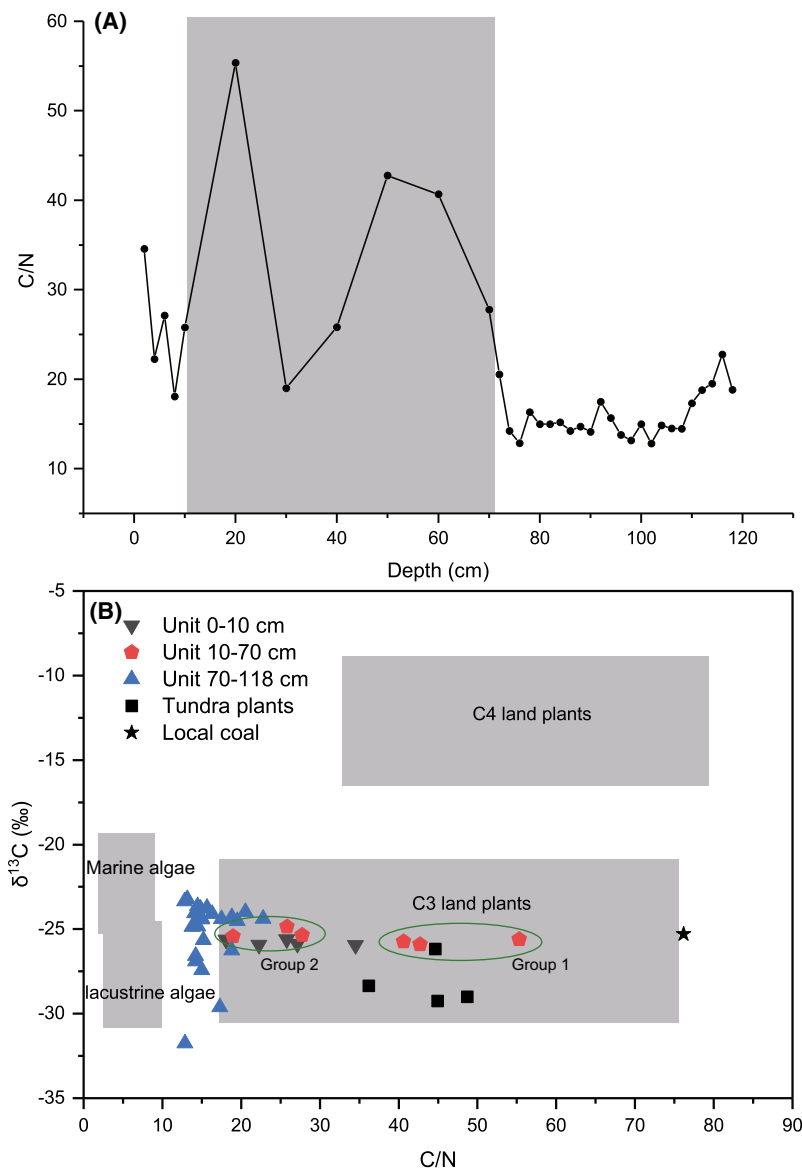 (A)
60
50
40
30
20
10
C/N
0 20 40 60 80 100 120
Depth (cm)
(B)
Unit 0-10 cm
Unit 10-70 cm
Unit 70-118 cm
Tundra plants
Local coal
-5
-10
-15
-20
-25
-30
-35
δ13C (‰)
C4 land plants
Marine algae
C3 land plants
Group 2
Group 1
lacustrine algae
0 10 20 30 40 50 60 70 80 90
C/N